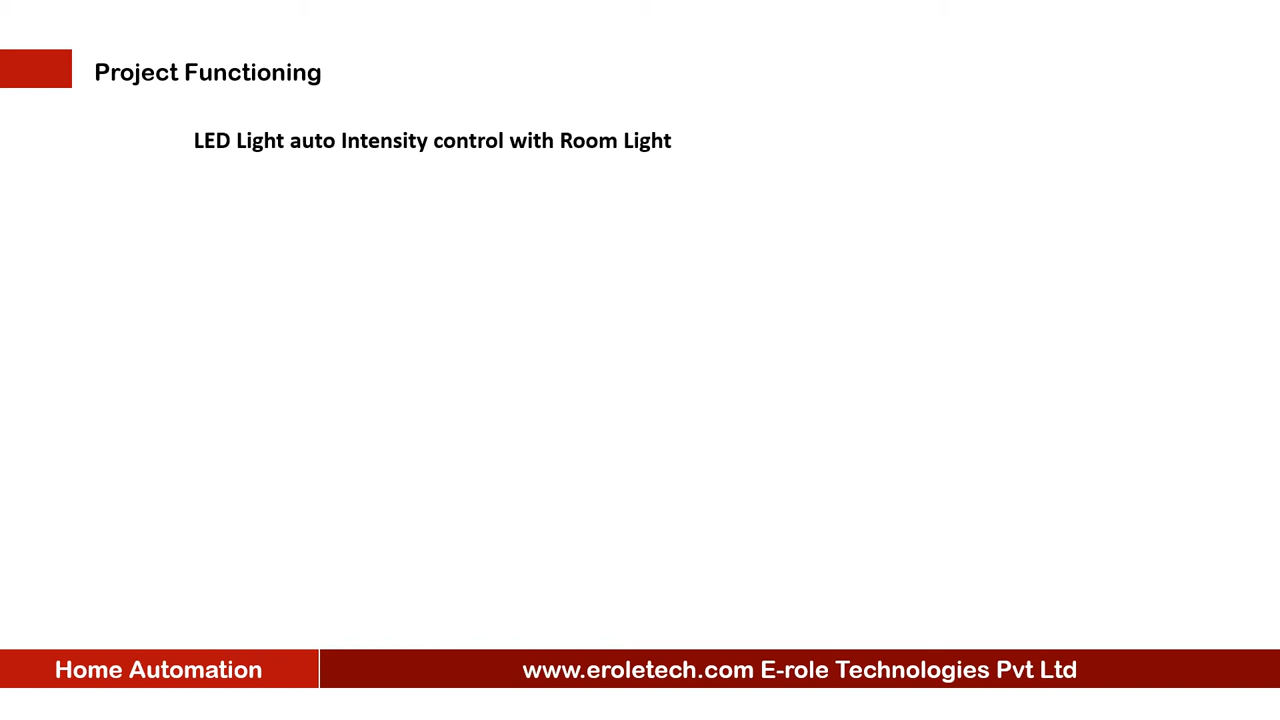 Project Functioning
LED Light auto Intensity control with Room Light
Home Automation
www.eroletech.com E-role Technologies Pvt Ltd